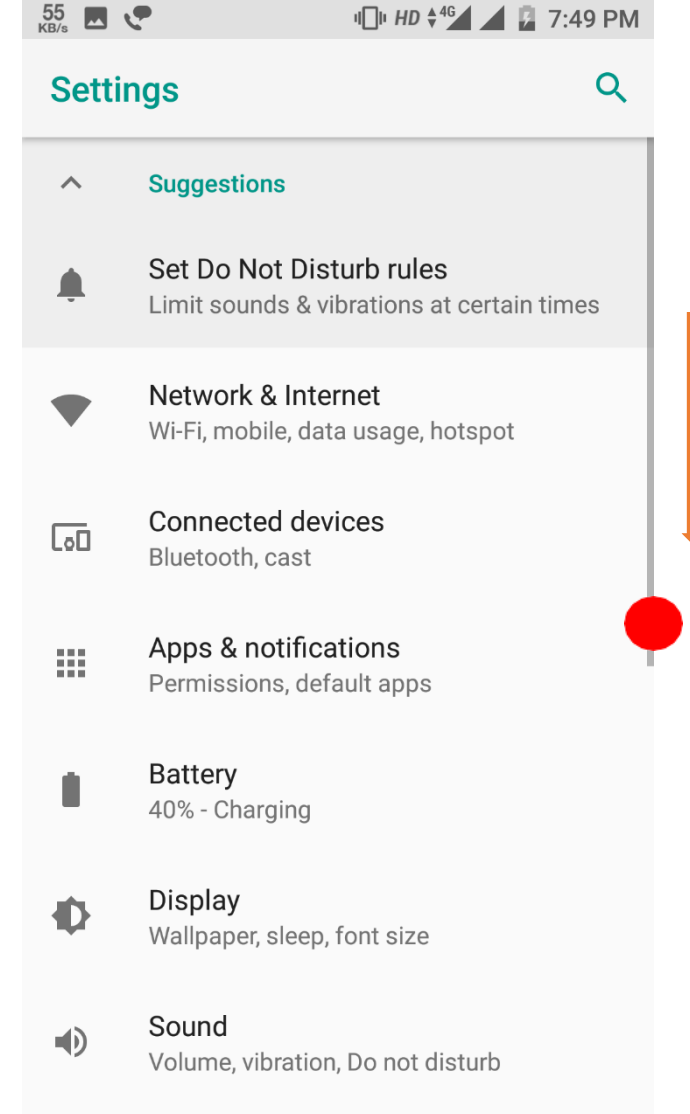 55
KB/s
HD 4G 7:49 PM
Settings
Suggestions
Set Do Not Disturb rules
Limit sounds & vibrations at certain times
Network & Internet
Wi-Fi, mobile, data usage, hotspot
Connected devices
Bluetooth, cast
Apps & notifications
Permissions, default apps
Battery
40% - Charging
Display
Wallpaper, sleep, font size
Sound
Volume, vibration, Do not disturb